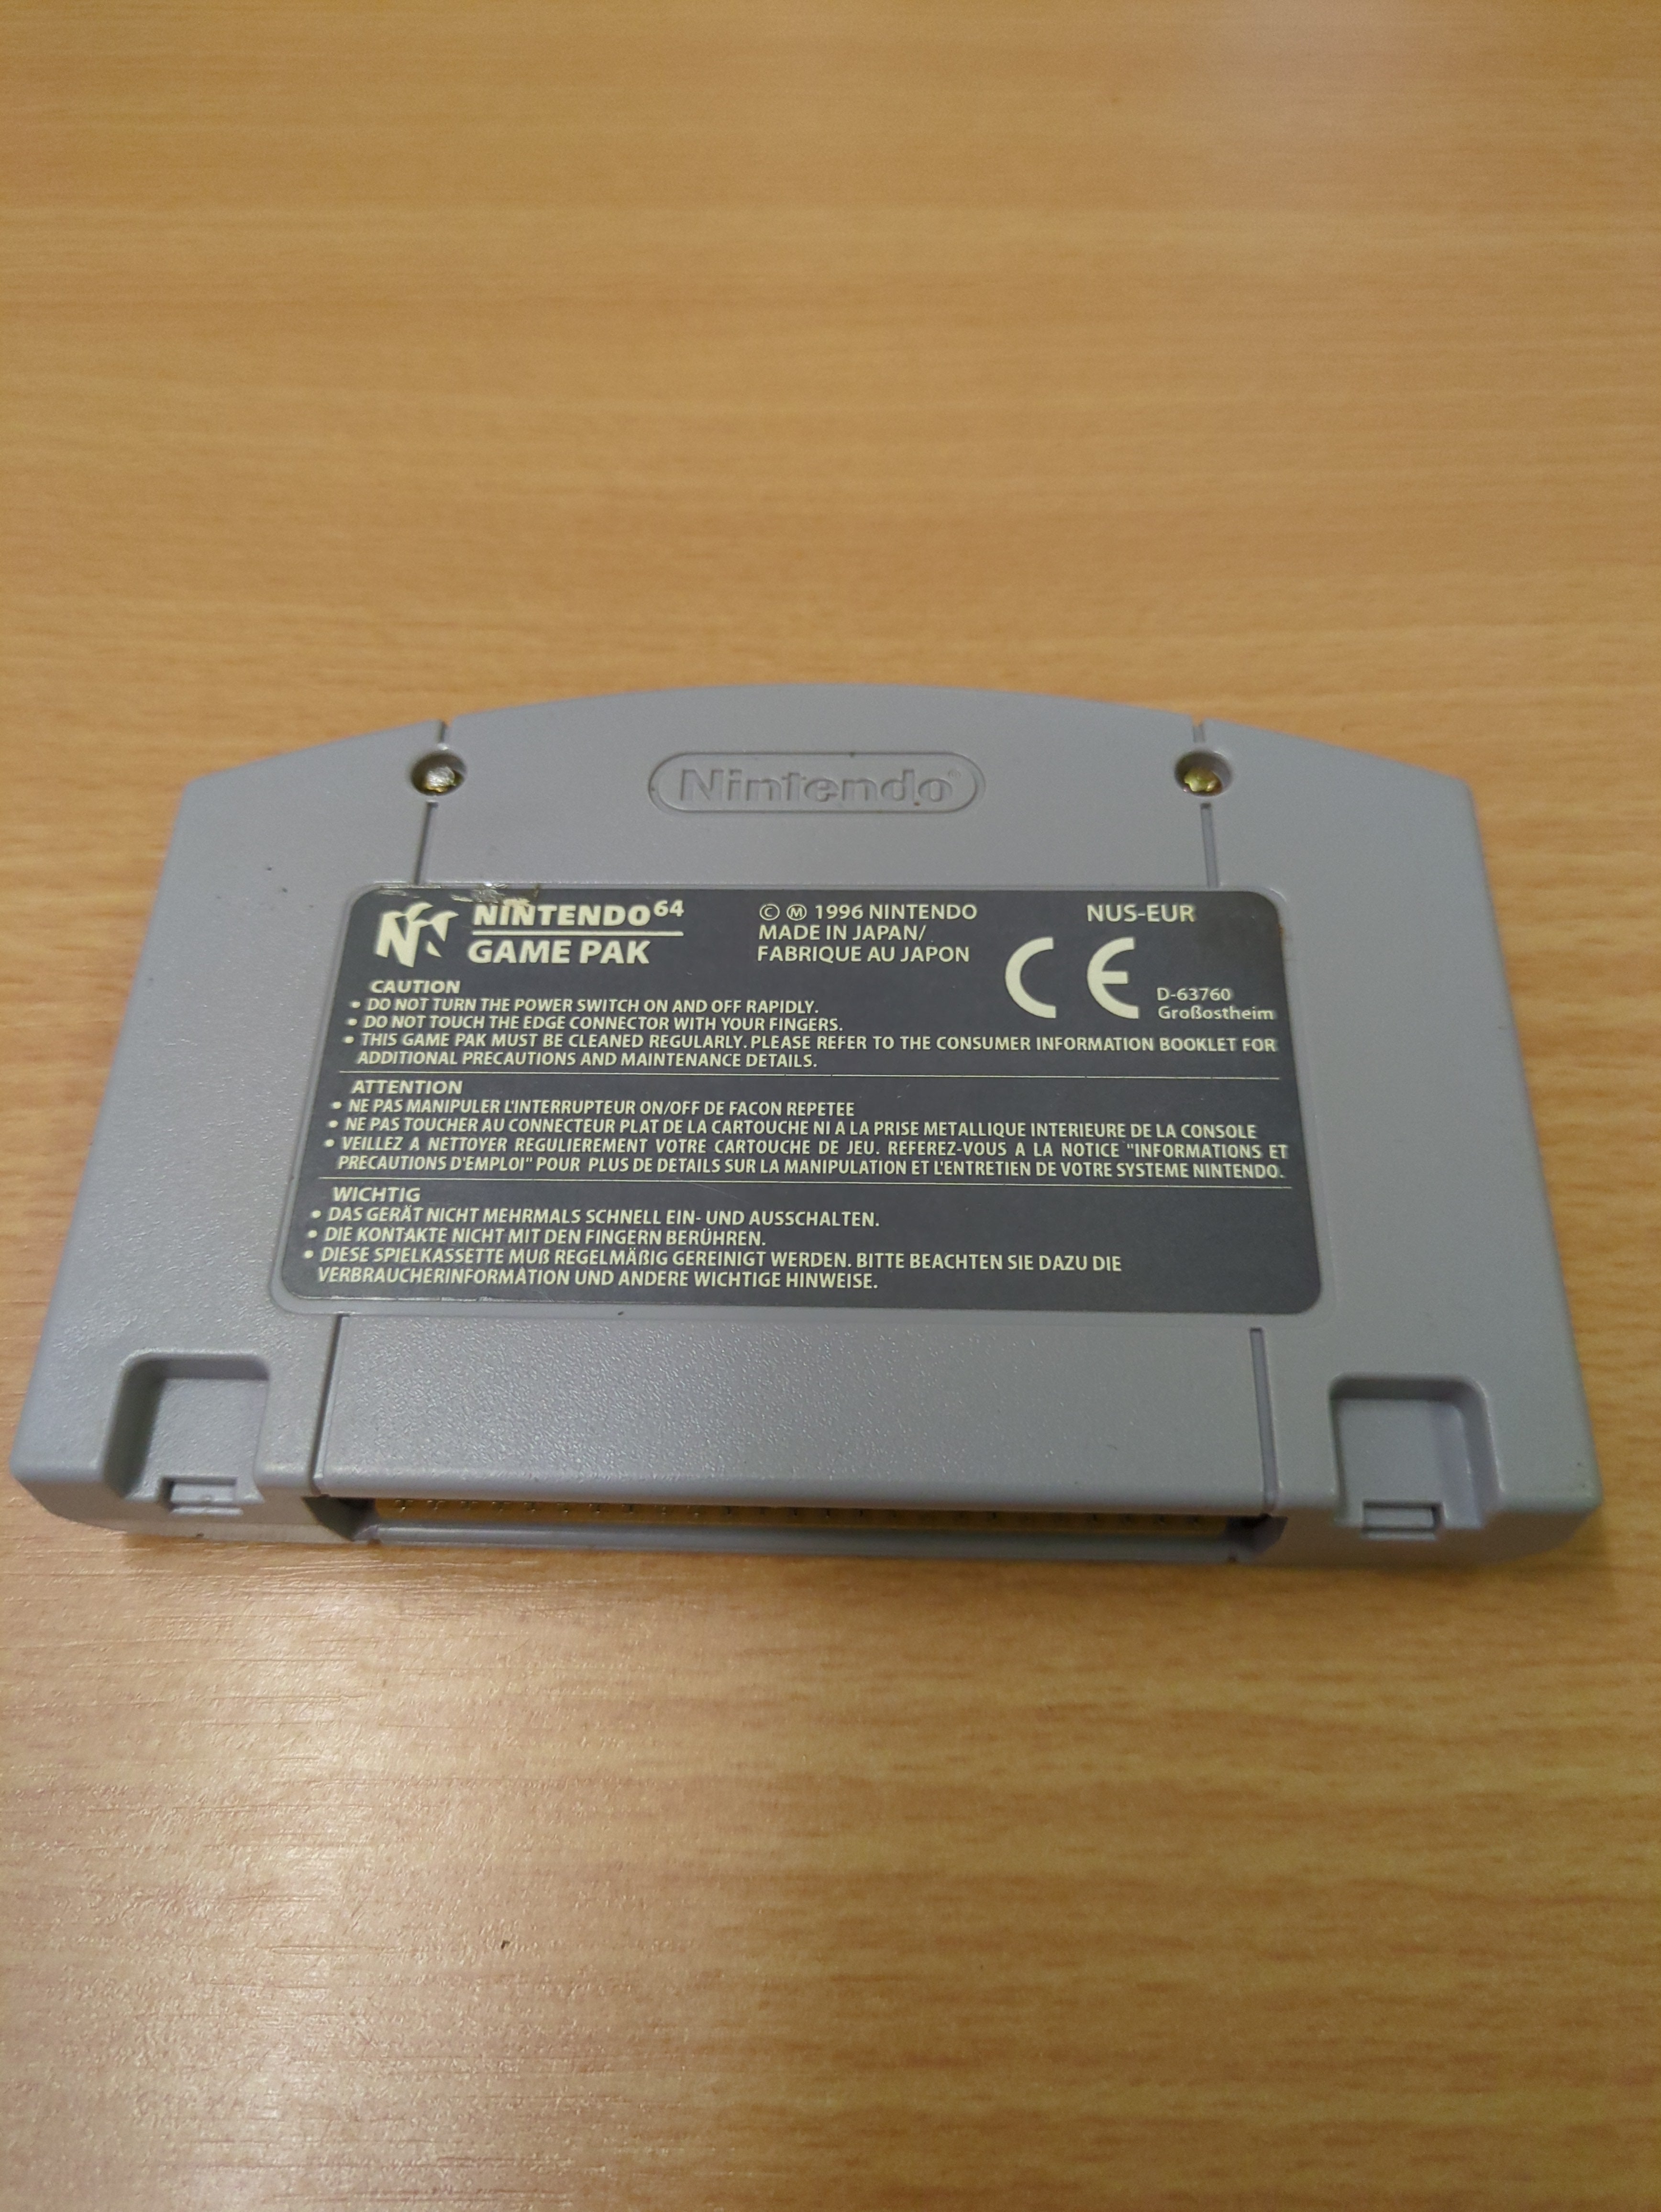 Nintendo®
NINTENDO 64
GAME PAK
© Ⓜ 1996 NINTENDO
MADE IN JAPAN/
FABRIQUE AU JAPON
NUS-EUR
CE
D-63760
Großostheim
CAUTION
• DO NOT TURN THE POWER SWITCH ON AND OFF RAPIDLY.
• DO NOT TOUCH THE EDGE CONNECTOR WITH YOUR FINGERS.
• THIS GAME PAK MUST BE CLEANED REGULARLY. PLEASE REFER TO THE CONSUMER INFORMATION BOOKLET FOR
ADDITIONAL PRECAUTIONS AND MAINTENANCE DETAILS.
ATTENTION
• NE PAS MANIPULER L'INTERRUPTEUR ON/OFF DE FACON REPETEE
• NE PAS TOUCHER AU CONNECTEUR PLAT DE LA CARTOUCHE NI A LA PRISE METALLIQUE INTERIEURE DE LA CONSOLE
• VEILLEZ A NETTOYER REGULIEREMENT VOTRE CARTOUCHE DE JEU. REFEREZ-VOUS A LA NOTICE "INFORMATIONS ET
PRECAUTIONS D'EMPLOI" POUR PLUS DE DETAILS SUR LA MANIPULATION ET L'ENTRETIEN DE VOTRE SYSTEME NINTENDO.
WICHTIG
• DAS GERÄT NICHT MEHRMALS SCHNELL EIN- UND AUSSCHALTEN.
• DIE KONTAKTE NICHT MIT DEN FINGERN BERÜHREN.
• DIESE SPIELKASSETTE MUß REGELMÄßIG GEREINIGT WERDEN. BITTE BEACHTEN SIE DAZU DIE
VERBRAUCHERINFORMATION UND ANDERE WICHTIGE HINWEISE.